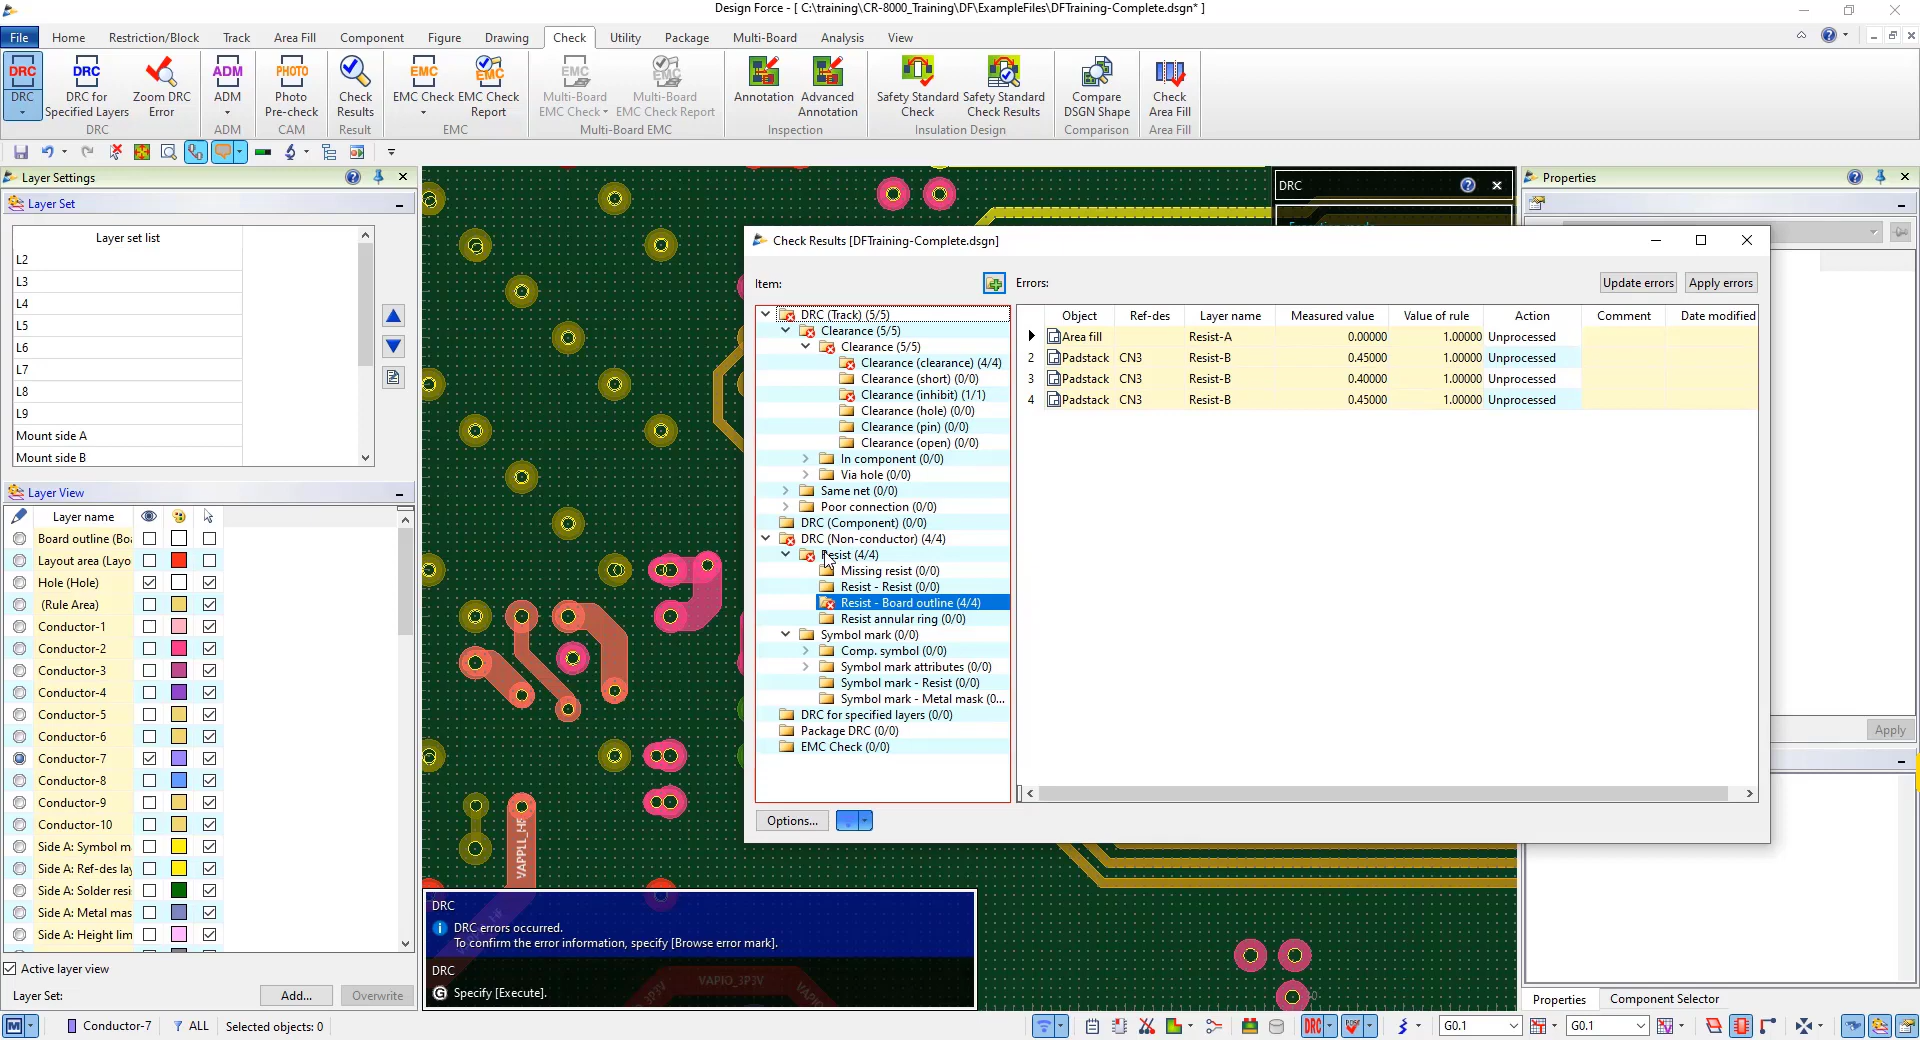 Design Force - [ C:\training\CR-8000_Training\DF\ExampleFiles\DFTraining-Complete.dsgn* ]
File Home Restriction/Block Track Area Fill Component Figure Drawing Check Utility Package Multi-Board Analysis View
DRC DRC ADM PHOTO EMC EMC EMC EMC
DRC DRC for Specified Layers Zoom DRC Error ADM Photo Pre-check Check Results EMC Check EMC Check Report Multi-Board EMC Check Multi-Board EMC Check Report Annotation Advanced Annotation Safety Standard Check Safety Standard Check Results Compare DSGN Shape Check Area Fill
DRC ADM CAM Result EMC Multi-Board EMC Inspection Insulation Design Comparison Area Fill
Layer Settings
Layer Set
Layer set list
L2
L3
L4
L5
L6
L7
L8
L9
Mount side A
Mount side B
Layer View
Layer name
Board outline (Boa
Layout area (Layo
Hole (Hole)
(Rule Area)
Conductor-1
Conductor-2
Conductor-3
Conductor-4
Conductor-5
Conductor-6
Conductor-7
Conductor-8
Conductor-9
Conductor-10
Side A: Symbol m
Side A: Ref-des lay
Side A: Solder resi
Side A: Metal mas
Side A: Height lim
Active layer view
Layer Set: Add... Overwrite
VAPPLL_HF
DRC
Check Results [DFTraining-Complete.dsgn]
Item:
DRC (Track) (5/5)
Clearance (5/5)
Clearance (5/5)
Clearance (clearance) (4/4)
Clearance (short) (0/0)
Clearance (inhibit) (1/1)
Clearance (hole) (0/0)
Clearance (pin) (0/0)
Clearance (open) (0/0)
In component (0/0)
Via hole (0/0)
Same net (0/0)
Poor connection (0/0)
DRC (Component) (0/0)
DRC (Non-conductor) (4/4)
Resist (4/4)
Missing resist (0/0)
Resist - Resist (0/0)
Resist - Board outline (4/4)
Resist annular ring (0/0)
Symbol mark (0/0)
Comp. symbol (0/0)
Symbol mark attributes (0/0)
Symbol mark - Resist (0/0)
Symbol mark - Metal mask (0...
DRC for specified layers (0/0)
Package DRC (0/0)
EMC Check (0/0)
Options...
Errors: Update errors Apply errors
Object Ref-des Layer name Measured value Value of rule Action Comment Date modified
Area fill Resist-A 0.00000 1.00000 Unprocessed
2 Padstack CN3 Resist-B 0.45000 1.00000 Unprocessed
3 Padstack CN3 Resist-B 0.40000 1.00000 Unprocessed
4 Padstack CN3 Resist-B 0.45000 1.00000 Unprocessed
DRC
DRC errors occurred.
To confirm the error information, specify [Browse error mark].
DRC
Specify [Execute].
VAPIO_3P3V
Properties
Apply
Properties Component Selector
M Conductor-7 ALL Selected objects: 0 DRC G0.1 G0.1